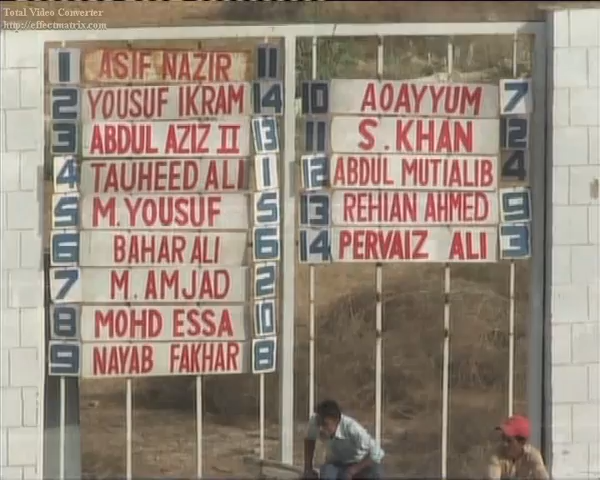 Total Video Converter
http://effectmatrix.com
1 ASIF NAZIR 11
2 YOUSUF IKRAM 14
3 ABDUL AZIZ II 13
4 TAUHEED ALI 1
5 M. YOUSUF 5
6 BAHAR ALI 6
7 M. AMJAD 2
8 MOHD ESSA 10
9 NAYAB FAKHAR 8
10 AOAYYUM 7
11 S. KHAN 12
12 ABDUL MUTIALIB 4
13 REHIAN AHMED 9
14 PERVAIZ ALI 3